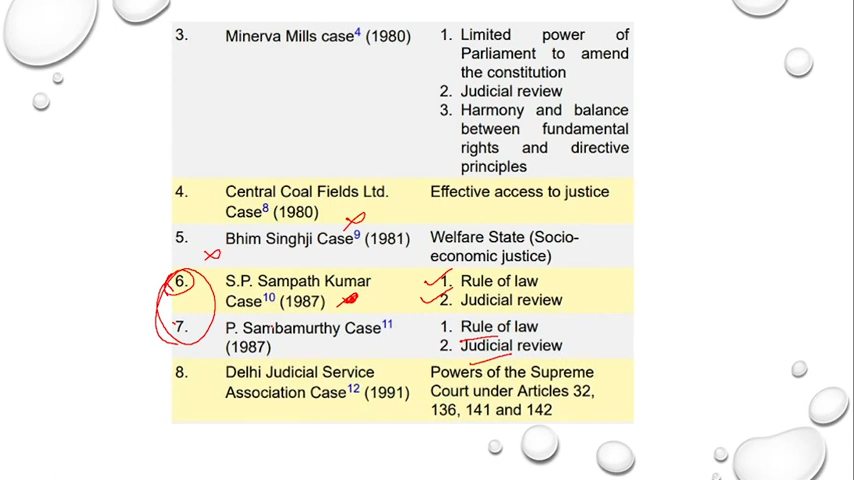 3. Minerva Mills case4 (1980) 1. Limited power of
Parliament to amend
the constitution
2. Judicial review
3. Harmony and balance
between fundamental
rights and directive
principles
4. Central Coal Fields Ltd. Effective access to justice
Case8 (1980)
5. Bhim Singhji Case9 (1981) Welfare State (Socio-
economic justice)
6. S.P. Sampath Kumar 1. Rule of law
Case10 (1987) 2. Judicial review
7. P. Sambamurthy Case11 1. Rule of law
(1987) 2. Judicial review
8. Delhi Judicial Service Powers of the Supreme
Association Case12 (1991) Court under Articles 32,
136, 141 and 142